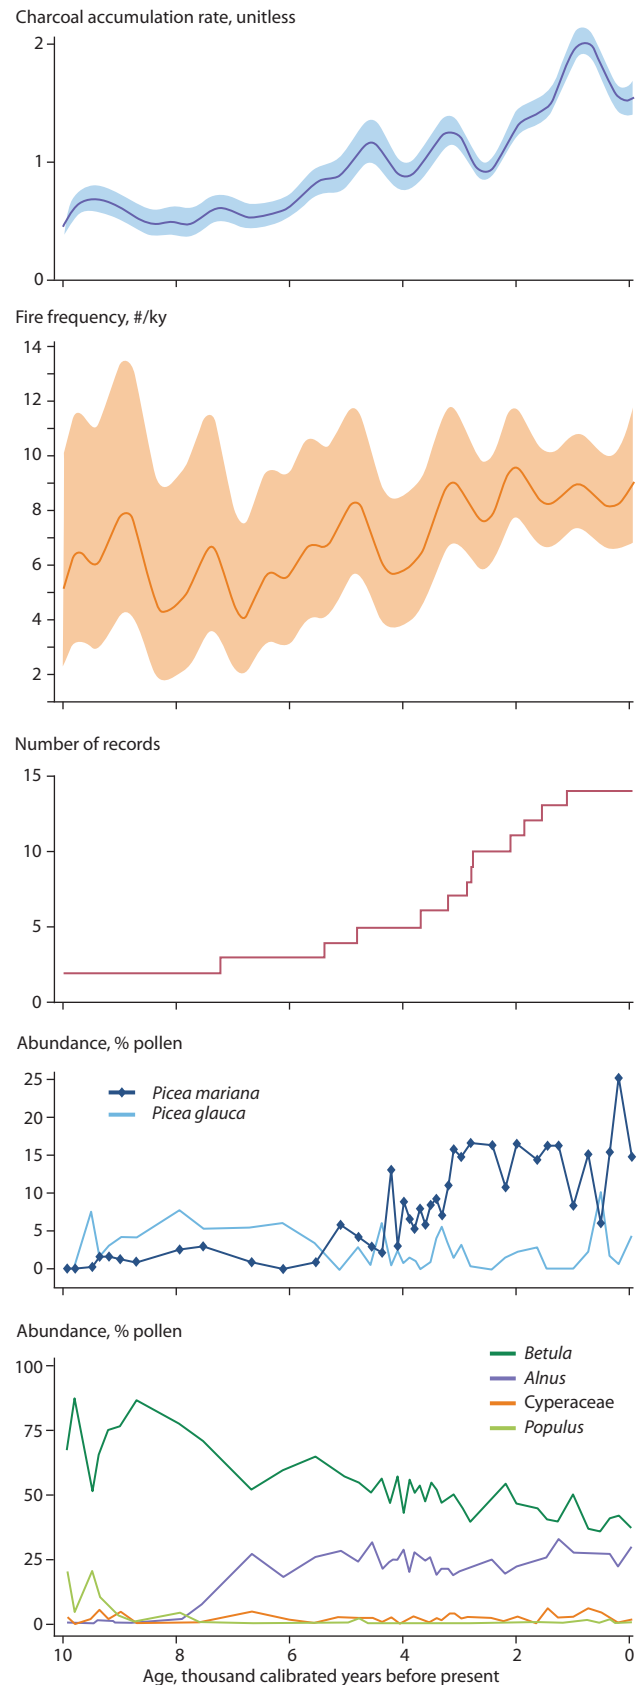 Charcoal accumulation rate, unitless
2
1
0
Fire frequency, #/ky
14
12
10
8
6
4
2
Number of records
15
10
5
0
Abundance, % pollen
25
20
15
10
5
0
Picea mariana
Picea glauca
Abundance, % pollen
100
75
50
25
0
Betula
Alnus
Cyperaceae
Populus
10 8 6 4 2 0
Age, thousand calibrated years before present